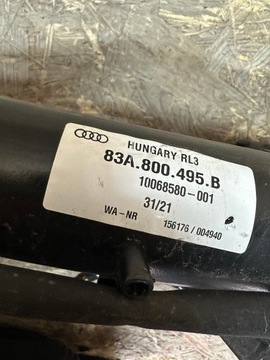 HUNGARY RL3
83A.800.495.B
10068580-001
31/21
WA-NR 156176/004940